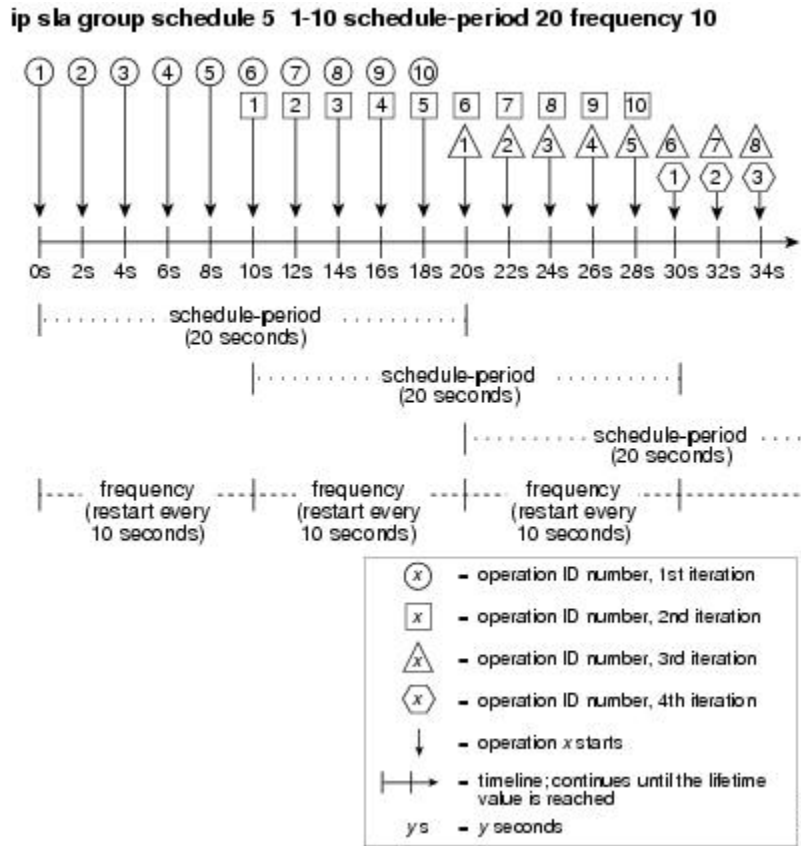 ip sla group schedule 5 1-10 schedule-period 20 frequency 10
1 2 3 4 5 6 7 8 9 10
1 2 3 4 5 6 7 8 9 10
1 2 3 4 5 6 7 8
1 2 3
0s 2s 4s 6s 8s 10s 12s 14s 16s 18s 20s 22s 24s 26s 28s 30s 32s 34s
schedule-period
(20 seconds)
schedule-period
(20 seconds)
schedule-period
(20 seconds)
frequency
(restart every
10 seconds)
frequency
(restart every
10 seconds)
frequency
(restart every
10 seconds)
x = operation ID number, 1st iteration
x = operation ID number, 2nd iteration
x = operation ID number, 3rd iteration
x = operation ID number, 4th iteration
= operation x starts
= timeline; continues until the lifetime
value is reached
y s = y seconds